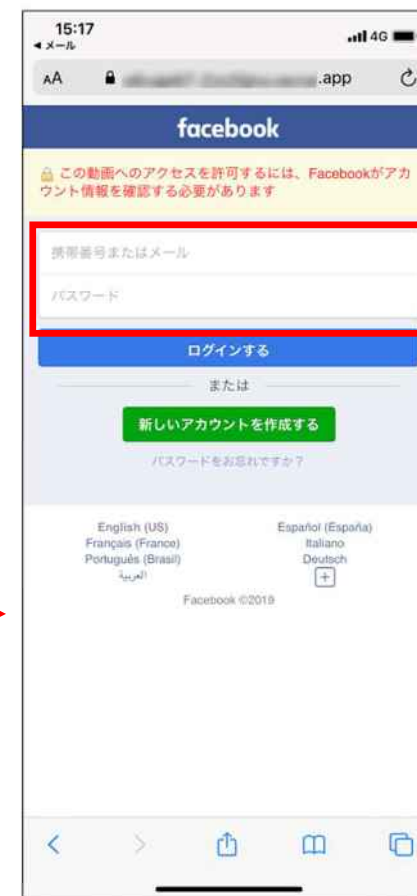 15:17
4G
メール
AA
.app
facebook
この動画へのアクセスを許可するには、Facebookがアカ
ウント情報を確認する必要があります
携帯番号またはメール
パスワード
ログインする
または
新しいアカウントを作成する
パスワードをお忘れですか？
English (US)
Español (España)
Français (France)
Italiano
Português (Brasil)
Deutsch
العربية
Facebook ©2019